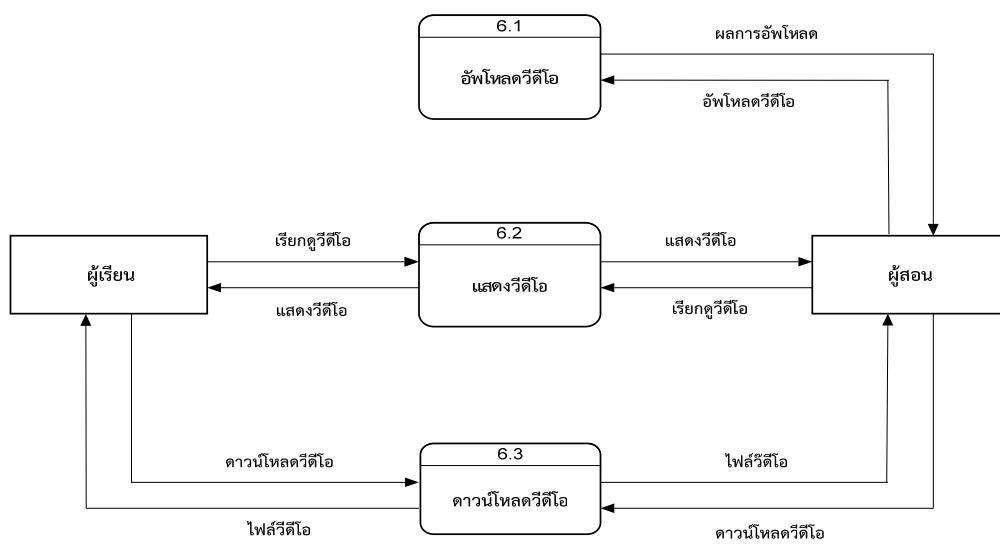 6.1
ผลการอัพโหลด
อัพโหลดวีดีโอ
อัพโหลดวีดีโอ
6.2
เรียกดูวีดีโอ
แสดงวีดีโอ
ผู้เรียน
แสดงวีดีโอ
ผู้สอน
แสดงวีดีโอ
เรียกดูวีดีโอ
6.3
ดาวน์โหลดวีดีโอ
ไฟล์วีดีโอ
ดาวน์โหลดวีดีโอ
ไฟล์วีดีโอ
ดาวน์โหลดวีดีโอ